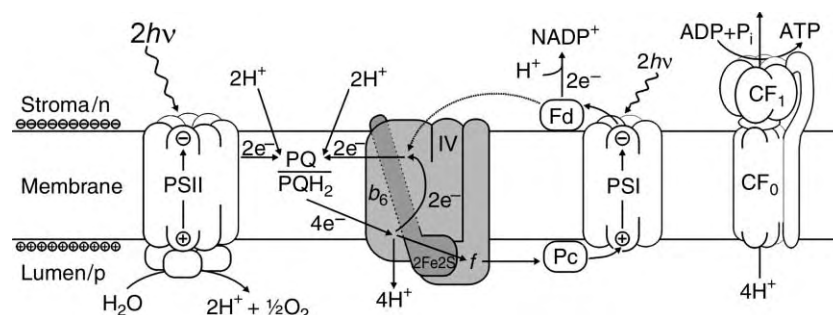 2hν
NADP⁺
ADP+Pᵢ
ATP
2H⁺
2H⁺
H⁺
2e⁻
2hν
Stroma/n
⊖⊖⊖⊖⊖⊖⊖⊖⊖⊖
Fd
CF₁
⊖
IV
⊖
2e⁻
PQ
2e⁻
Membrane
PSII
PQH₂
b₆
2e⁻
PSI
CF₀
4e⁻
⊕⊕⊕⊕⊕⊕⊕⊕⊕⊕
⊕
⊕
Lumen/p
2Fe2S
f
Pc
H₂O
2H⁺ + ½O₂
4H⁺
4H⁺